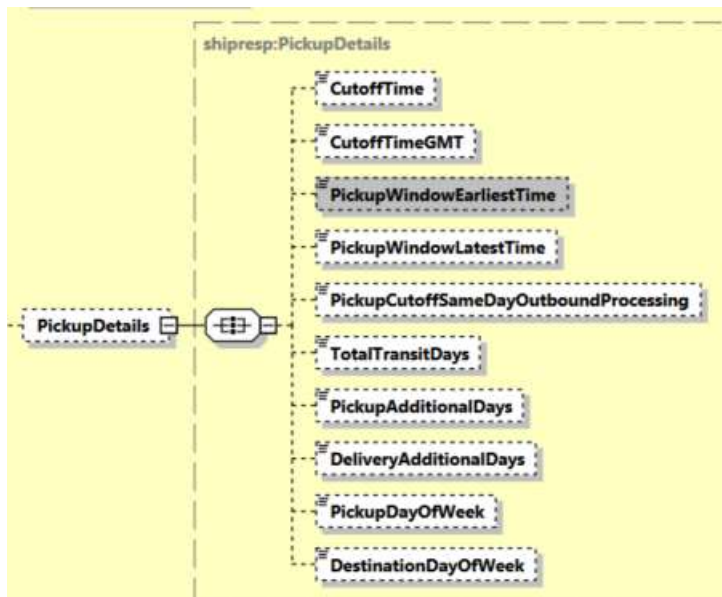 shipresp:PickupDetails
CutoffTime
CutoffTimeGMT
PickupWindowEarliestTime
PickupWindowLatestTime
PickupCutoffSameDayOutboundProcessing
PickupDetails
TotalTransitDays
PickupAdditionalDays
DeliveryAdditionalDays
PickupDayOfWeek
DestinationDayOfWeek